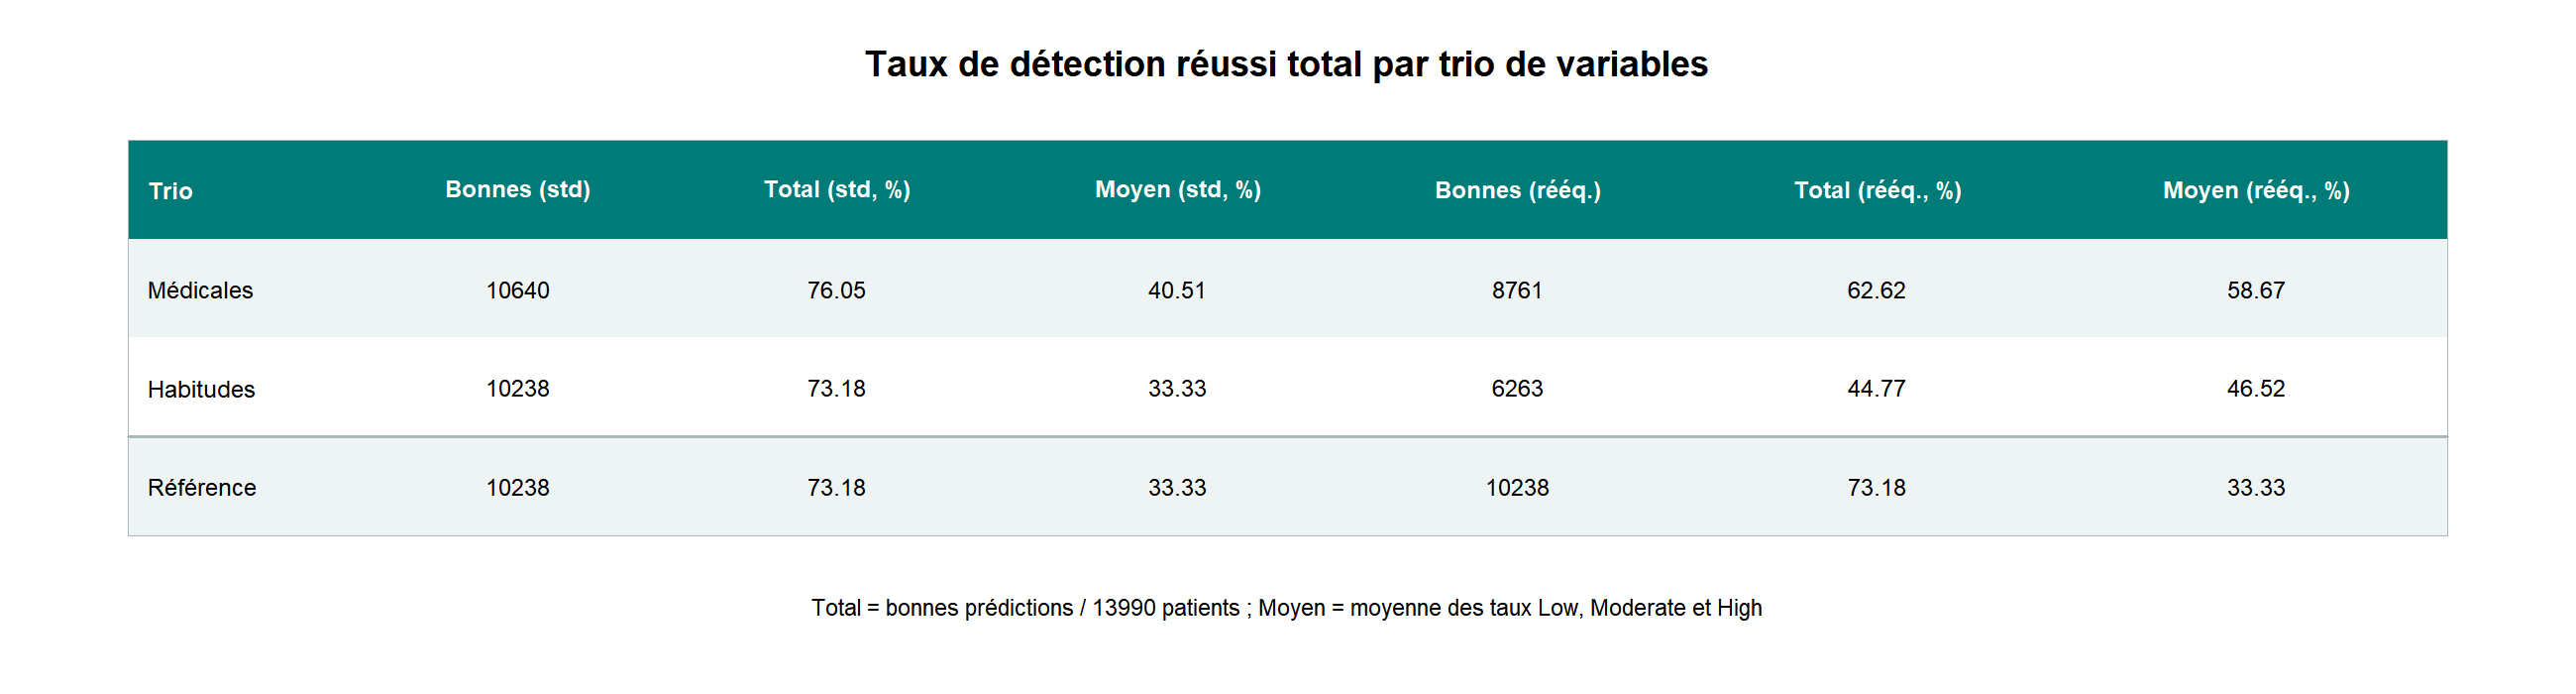 Taux de détection réussi total par trio de variables
Trio Bonnes (std) Total (std, %) Moyen (std, %) Bonnes (rééq.) Total (rééq., %) Moyen (rééq., %)
Médicales 10640 76.05 40.51 8761 62.62 58.67
Habitudes 10238 73.18 33.33 6263 44.77 46.52
Référence 10238 73.18 33.33 10238 73.18 33.33
Total = bonnes prédictions / 13990 patients ; Moyen = moyenne des taux Low, Moderate et High